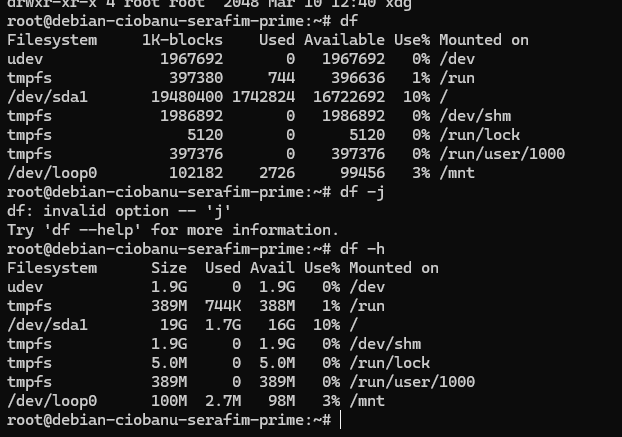 drwxr-xr-x 4 root root  2048 Mar 10 12:40 xdg
root@debian-ciobanu-serafim-prime:~# df
Filesystem     1K-blocks    Used Available Use% Mounted on
udev             1967692       0   1967692   0% /dev
tmpfs             397380     744    396636   1% /run
/dev/sda1       19480400 1742824  16722692  10% /
tmpfs            1986892       0   1986892   0% /dev/shm
tmpfs               5120       0      5120   0% /run/lock
tmpfs             397376       0    397376   0% /run/user/1000
/dev/loop0        102182    2726     99456   3% /mnt
root@debian-ciobanu-serafim-prime:~# df -j
df: invalid option -- 'j'
Try 'df --help' for more information.
root@debian-ciobanu-serafim-prime:~# df -h
Filesystem      Size  Used Avail Use% Mounted on
udev            1.9G     0  1.9G   0% /dev
tmpfs           389M  744K  388M   1% /run
/dev/sda1        19G  1.7G   16G  10% /
tmpfs           1.9G     0  1.9G   0% /dev/shm
tmpfs           5.0M     0  5.0M   0% /run/lock
tmpfs           389M     0  389M   0% /run/user/1000
/dev/loop0      100M  2.7M   98M   3% /mnt
root@debian-ciobanu-serafim-prime:~#